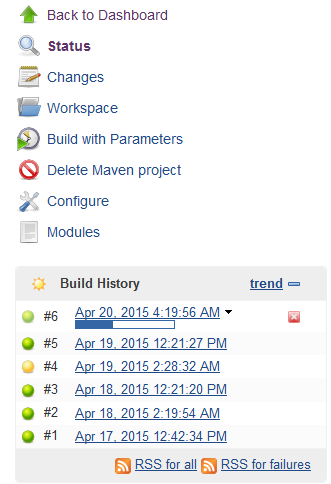 Back to Dashboard
Status
Changes
Workspace
Build with Parameters
Delete Maven project
Configure
Modules
Build History trend
#6 Apr 20, 2015 4:19:56 AM
#5 Apr 19, 2015 12:21:27 PM
#4 Apr 19, 2015 2:28:32 AM
#3 Apr 18, 2015 12:21:20 PM
#2 Apr 18, 2015 2:19:54 AM
#1 Apr 17, 2015 12:42:34 PM
RSS for all RSS for failures